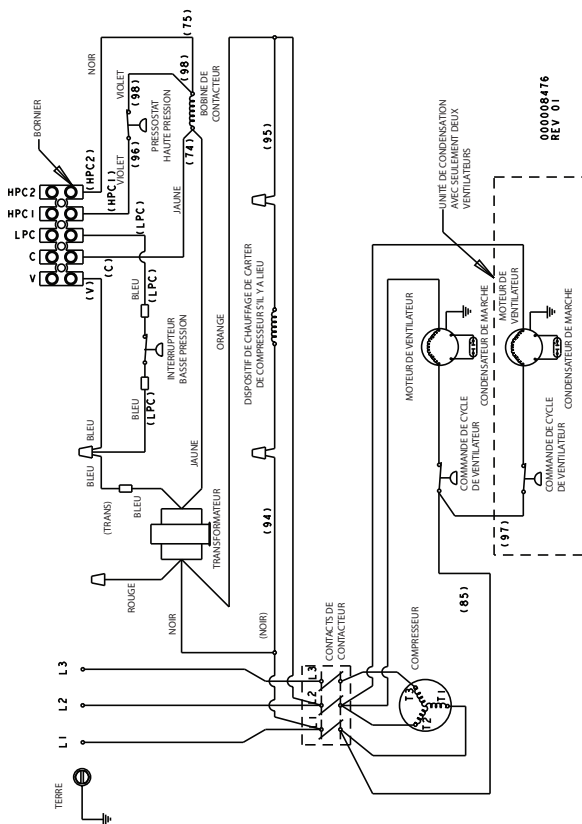 TERRE
L1
L2
L3
ROUGE
NOIR
(NOIR)
TRANSFORMATEUR
(TRANS)
BLEU
BLEU
BLEU
BLEU
(LPC)
INTERRUPTEUR
BASSE PRESSION
BLEU
(LPC)
(LPC)
(V)
(C)
V
C
LPC
HPC1
HPC2
BORNIER
(HPC2)
(HPC1)
VIOLET
(96)
PRESSOSTAT
HAUTE PRESSION
VIOLET
(98)
NOIR
(75)
(98)
BOBINE DE
CONTACTEUR
(74)
JAUNE
JAUNE
ORANGE
(94)
DISPOSITIF DE CHAUFFAGE DE CARTER
DE COMPRESSEUR S'IL Y A LIEU
(95)
L1
L2
L3
CONTACTS DE
CONTACTEUR
COMPRESSEUR
T1
T2
T3
(85)
(97)
COMMANDE DE CYCLE
DE VENTILATEUR
COMMANDE DE CYCLE
DE VENTILATEUR
MOTEUR DE VENTILATEUR
CONDENSATEUR DE MARCHE
MOTEUR DE
VENTILATEUR
CONDENSATEUR DE MARCHE
UNITÉ DE CONDENSATION
AVEC SEULEMENT DEUX
VENTILATEURS
000008476
REV 01